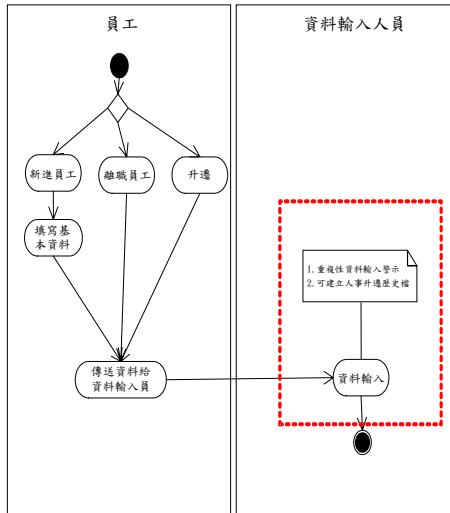 員工
資料輸入人員
新進員工
離職員工
升遷
填寫基
本資料
1.重複性資料輸入警示
2.可建立人事升遷歷史檔
傳送資料給
資料輸入員
資料輸入